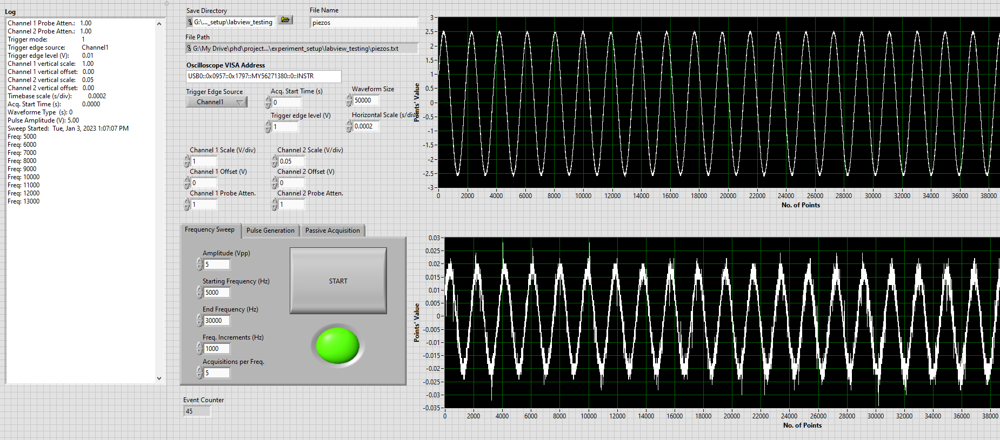 Log
Channel 1 Probe Atten.: 1.00
Channel 2 Probe Atten.: 1.00
Trigger mode: 1
Trigger edge source: Channel1
Trigger edge level (V): 0.01
Channel 1 vertical scale: 1.00
Channel 1 vertical offset: 0.00
Channel 2 vertical scale: 0.05
Channel 2 vertical offset: 0.00
Timebase scale (s/div): 0.0002
Acq. Start Time (s): 0.0000
Waveforme Type (s): 0
Pulse Amplitude (V): 5.00
Sweep Started: Tue, Jan 3, 2023 1:07:07 PM
Freq: 5000
Freq: 6000
Freq: 7000
Freq: 8000
Freq: 9000
Freq: 10000
Freq: 11000
Freq: 12000
Freq: 13000
Save Directory
G:\..._setup\labview_testing
File Name
piezos
File Path
G:\My Drive\phd\project...\experiment_setup\labview_testing\piezos.txt
Oscilloscope VISA Address
USB0::0x0957::0x1797::MY56271380::0::INSTR
Trigger Edge Source
Channel1
Acq. Start Time (s)
0
Waveform Size
50000
Trigger edge level (V)
1
Horizontal Scale (s/div)
0.0002
Channel 1 Scale (V/div)
1
Channel 2 Scale (V/div)
0.05
Channel 1 Offset (V)
0
Channel 2 Offset (V)
0
Channel 1 Probe Atten.
1
Channel 2 Probe Atten.
1
Frequency Sweep
Pulse Generation
Passive Acquisition
Amplitude (Vpp)
5
Starting Frequency (Hz)
5000
End Frequency (Hz)
30000
Freq. Increments (Hz)
1000
Acquisitions per Freq.
5
START
Event Counter
45
Points' Value
3
2.5
2
1.5
1
0.5
0
-0.5
-1
-1.5
-2
-2.5
-3
0 2000 4000 6000 8000 10000 12000 14000 16000 18000 20000 22000 24000 26000 28000 30000 32000 34000 36000 38000
No. of Points
Points' Value
0.03
0.025
0.02
0.015
0.01
0.005
0
-0.005
-0.01
-0.015
-0.02
-0.025
-0.03
-0.035
0 2000 4000 6000 8000 10000 12000 14000 16000 18000 20000 22000 24000 26000 28000 30000 32000 34000 36000 38000
No. of Points